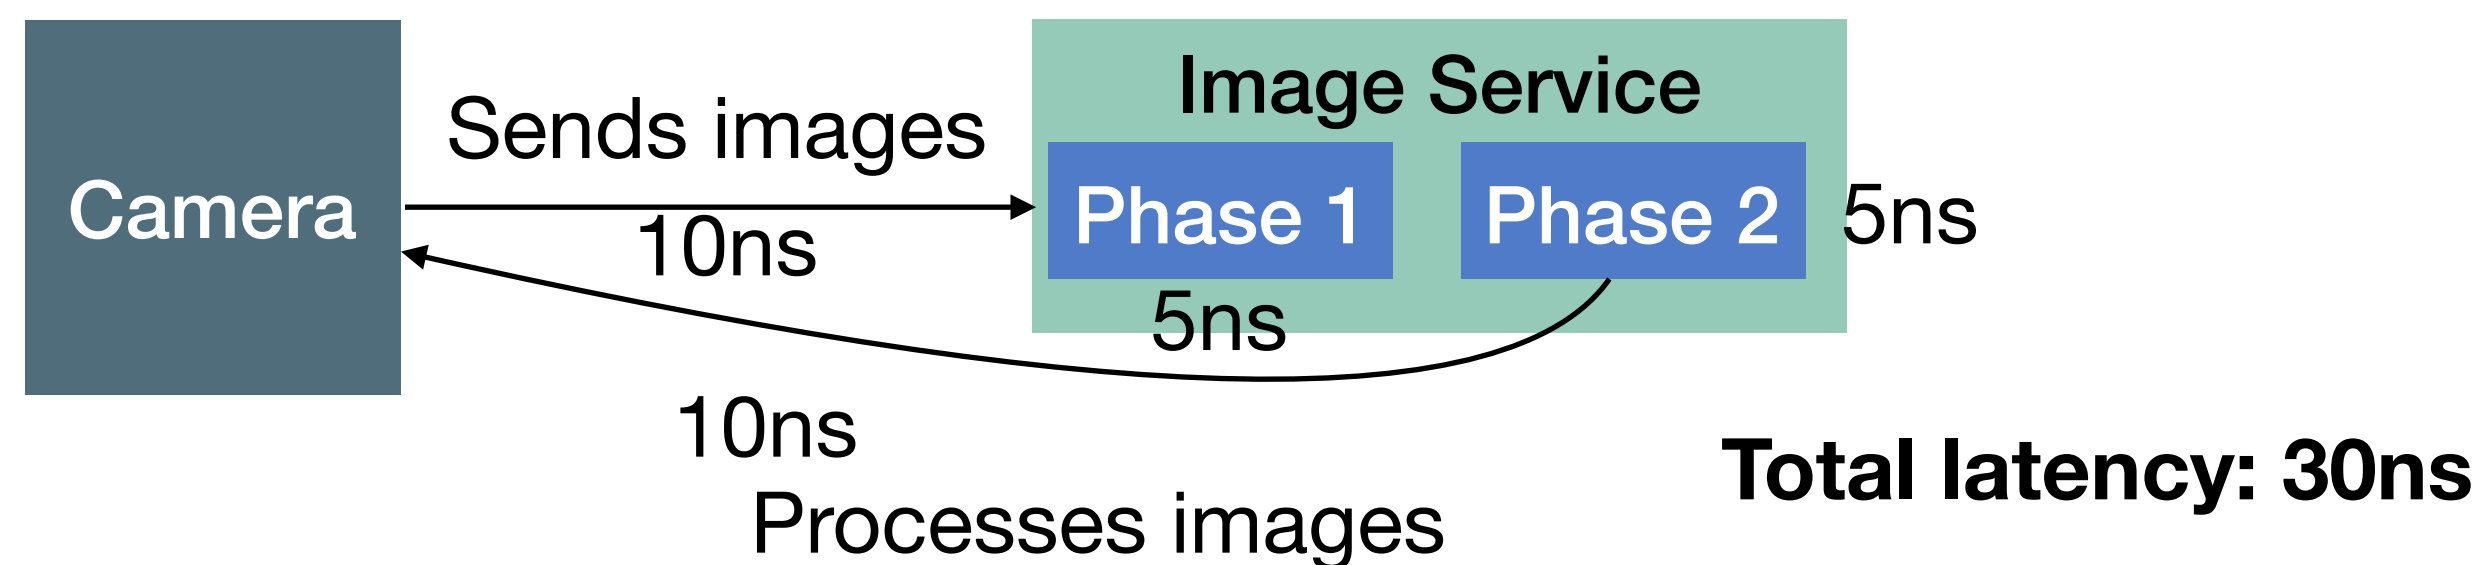 Image Service
Sends images
Camera
Phase 1
Phase 2
5ns
10ns
5ns
10ns
Total latency: 30ns
Processes images